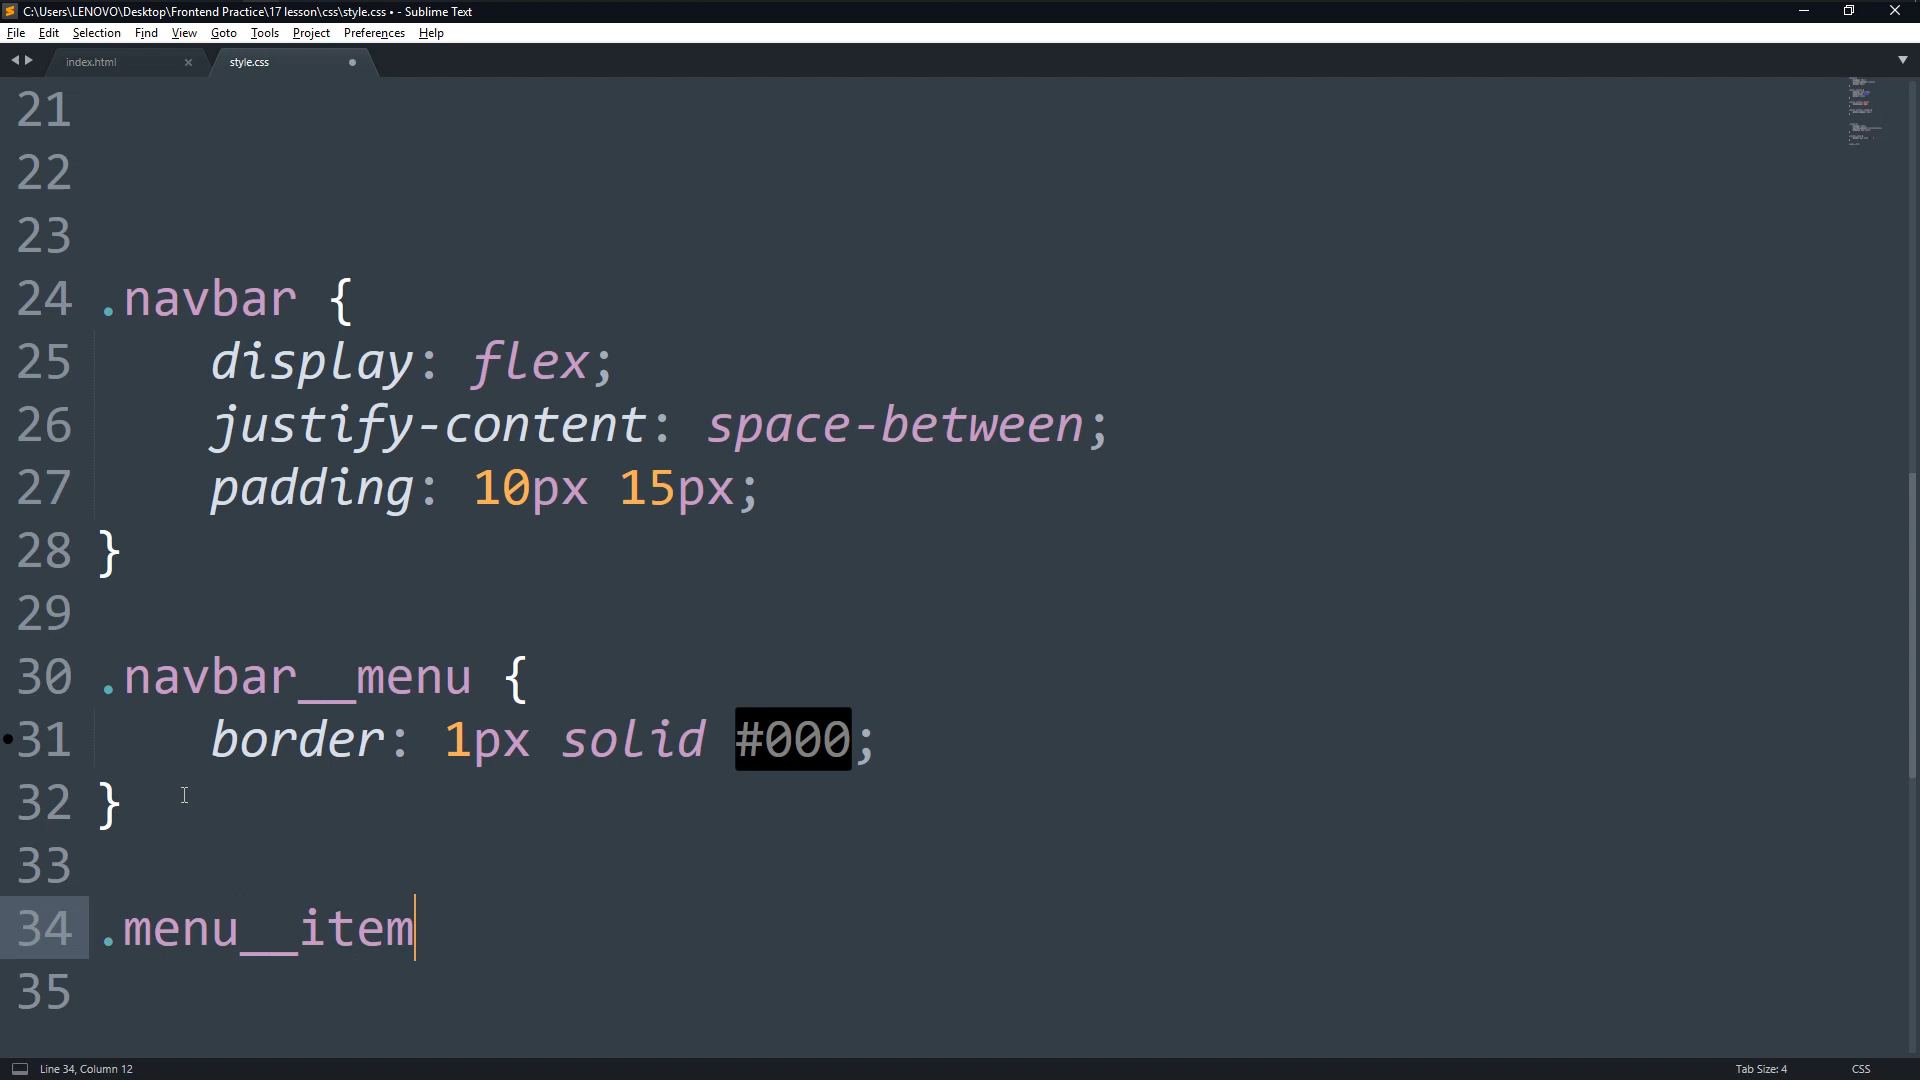 C:\Users\LENOVO\Desktop\Frontend Practice\17 lesson\css\style.css • - Sublime Text
File Edit Selection Find View Goto Tools Project Preferences Help
index.html × style.css
21
22
23
24 .navbar {
25 display: flex;
26 justify-content: space-between;
27 padding: 10px 15px;
28 }
29
30 .navbar__menu {
31 border: 1px solid #000;
32 }
33
34 .menu__item
35
Line 34, Column 12 Tab Size: 4 CSS